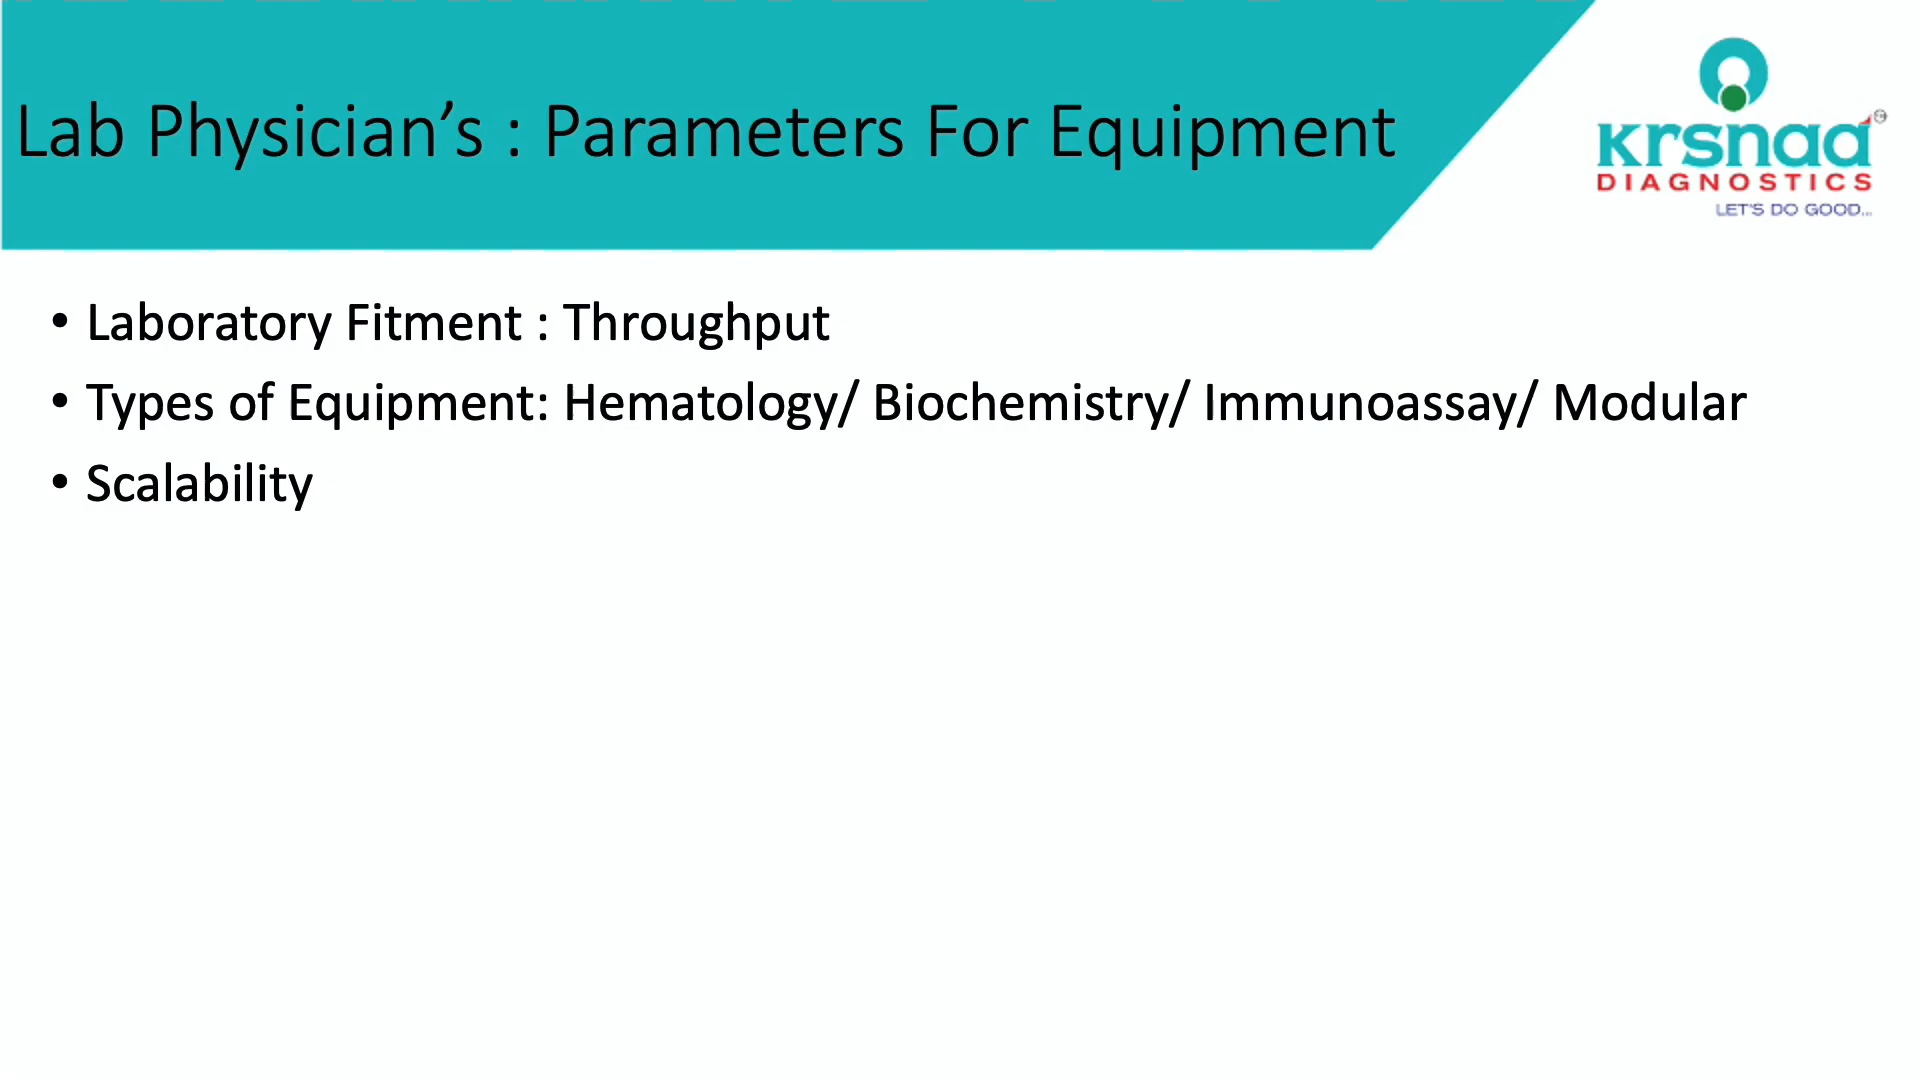 Lab Physician’s : Parameters For Equipment
krsnaa
DIAGNOSTICS
LET'S DO GOOD...
• Laboratory Fitment : Throughput
• Types of Equipment: Hematology/ Biochemistry/ Immunoassay/ Modular
• Scalability